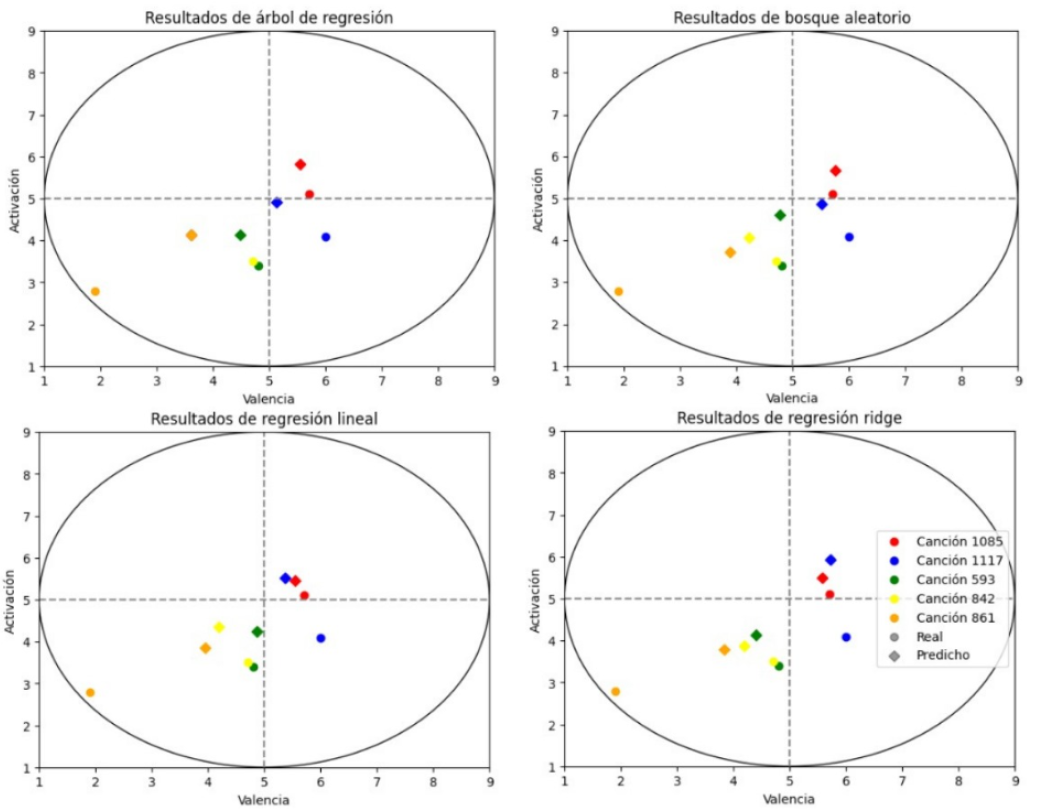 Resultados de árbol de regresión
9
8
7
6
5
4
3
2
1
Activación
1 2 3 4 5 6 7 8 9
Valencia
Resultados de bosque aleatorio
9
8
7
6
5
4
3
2
1
Activación
1 2 3 4 5 6 7 8 9
Valencia
Resultados de regresión lineal
9
8
7
6
5
4
3
2
1
Activación
1 2 3 4 5 6 7 8 9
Valencia
Resultados de regresión ridge
9
8
7
6
5
4
3
2
1
Activación
Canción 1085
Canción 1117
Canción 593
Canción 842
Canción 861
Real
Predicho
1 2 3 4 5 6 7 8 9
Valencia